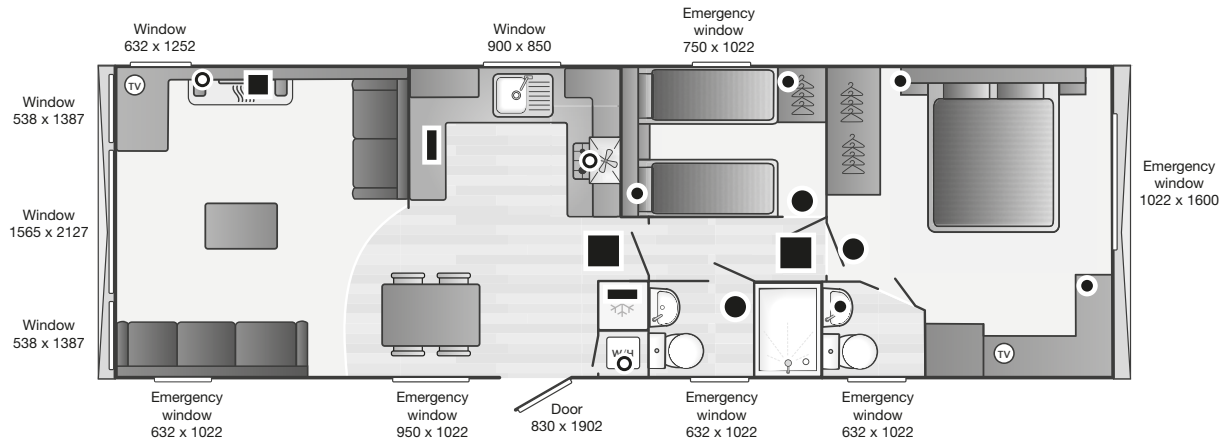 Window
632 x 1252
Window
900 x 850
Emergency
window
750 x 1022
TV
Window
538 x 1387
Window
1565 x 2127
Window
538 x 1387
Emergency
window
1022 x 1600
TV
Emergency
window
632 x 1022
Emergency
window
950 x 1022
Door
830 x 1902
Emergency
window
632 x 1022
Emergency
window
632 x 1022